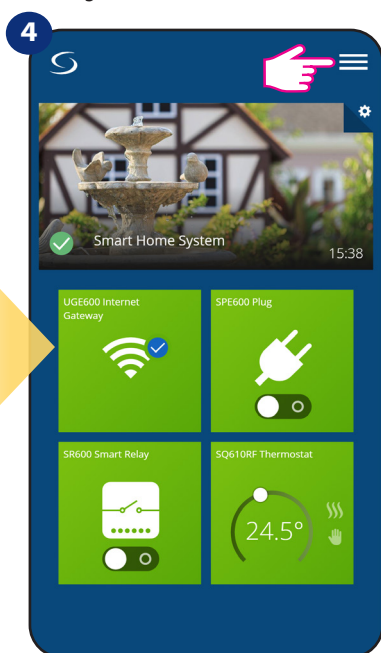 4
Smart Home System
15:38
UGE600 Internet
Gateway
SPE600 Plug
SR600 Smart Relay
SQ610RF Thermostat
24.5°